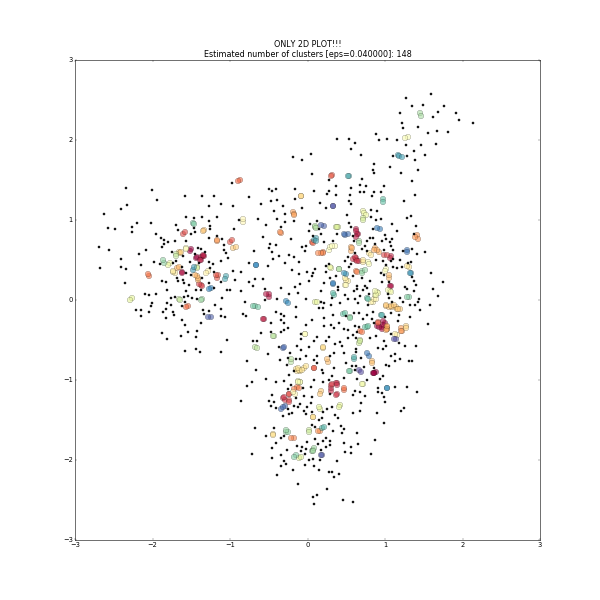 ONLY 2D PLOT!!!
Estimated number of clusters [eps=0.040000]: 148
3
2
1
0
−1
−2
−3
−3 −2 −1 0 1 2 3